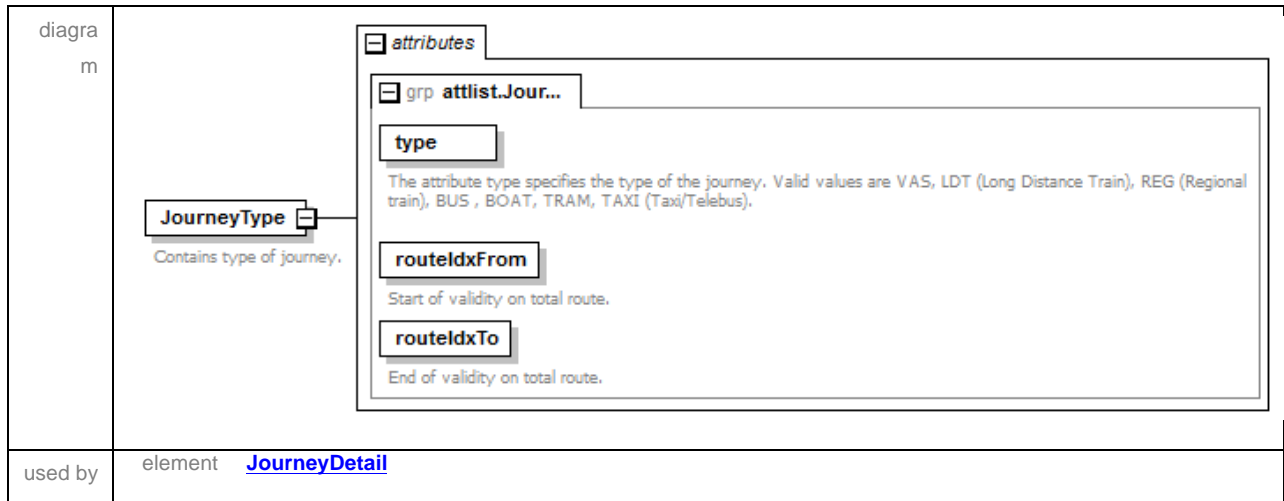 diagra
m
attributes
grp attlist.Jour...
type
The attribute type specifies the type of the journey. Valid values are VAS, LDT (Long Distance Train), REG (Regional
train), BUS , BOAT, TRAM, TAXI (Taxi/Telebus).
JourneyType
Contains type of journey.
routeIdxFrom
Start of validity on total route.
routeIdxTo
End of validity on total route.
used by
element JourneyDetail